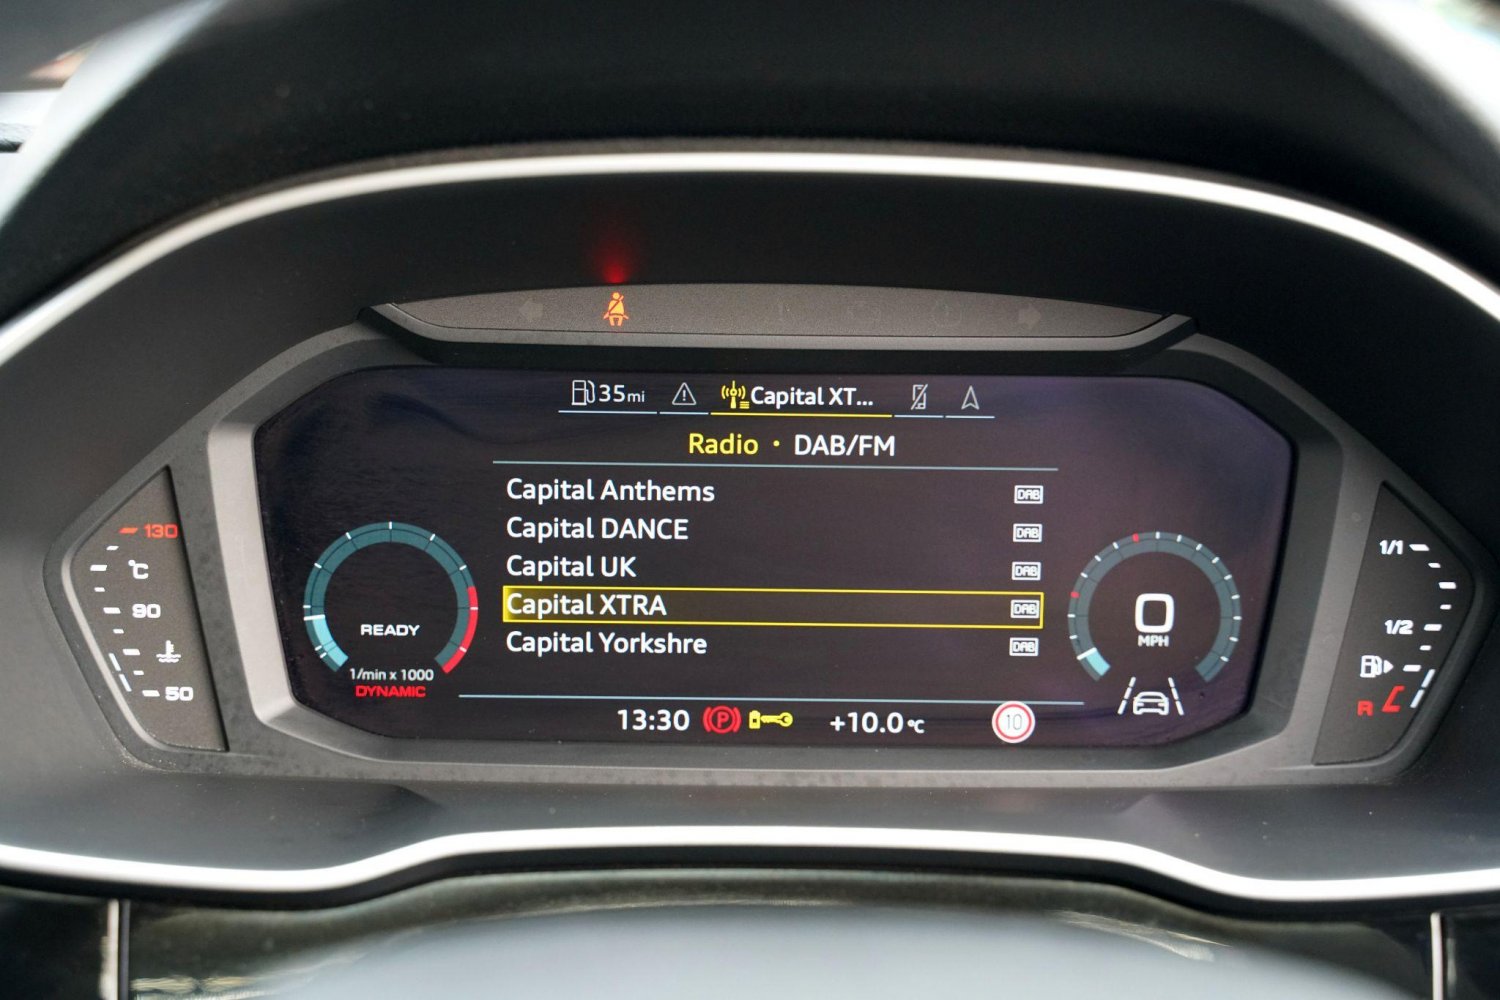 35mi Capital XT...
Radio • DAB/FM
Capital Anthems DAB
Capital DANCE DAB
Capital UK DAB
Capital XTRA DAB
Capital Yorkshre DAB
130
°C
90
50
READY
1/min x 1000
DYNAMIC
0
MPH
1/1
1/2
R
13:30 P +10.0°C 10